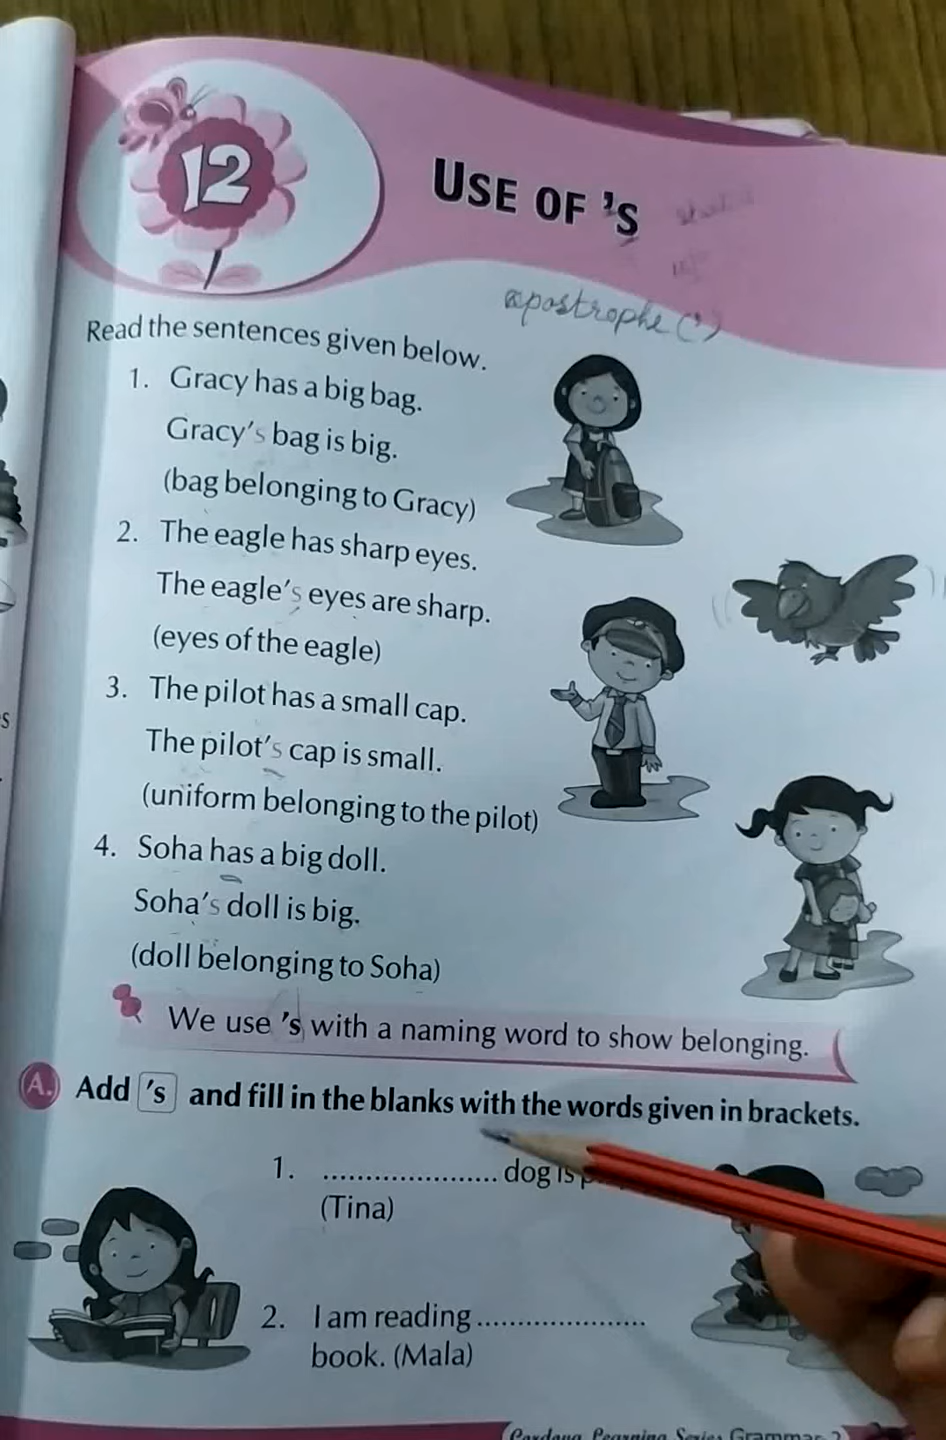 12
USE OF 's
apostrophe (')
Read the sentences given below.
1. Gracy has a big bag.
Gracy's bag is big.
(bag belonging to Gracy)
2. The eagle has sharp eyes.
The eagle's eyes are sharp.
(eyes of the eagle)
3. The pilot has a small cap.
The pilot's cap is small.
(uniform belonging to the pilot)
4. Soha has a big doll.
Soha's doll is big.
(doll belonging to Soha)
We use 's with a naming word to show belonging.
A. Add 's and fill in the blanks with the words given in brackets.
1. ..................... dog is
(Tina)
2. I am reading .....................
book. (Mala)
Learning Series Grammar-2